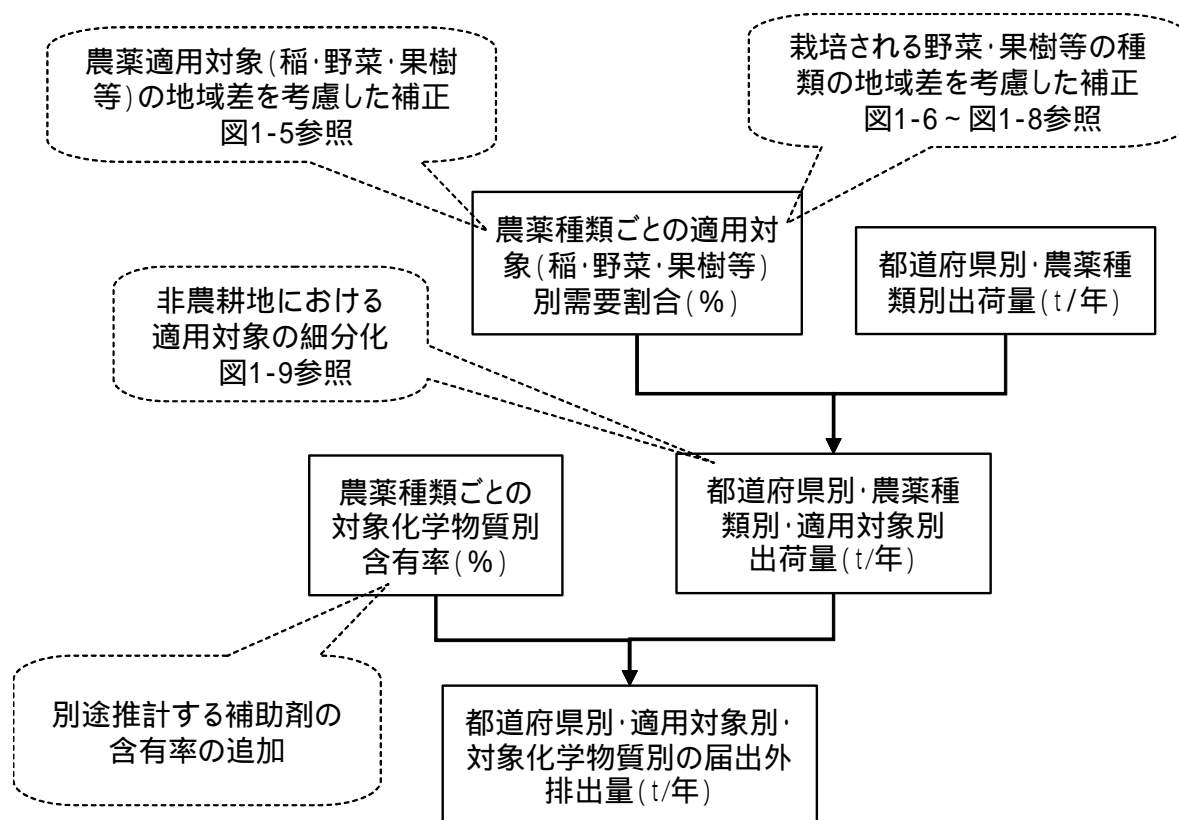 農薬適用対象(稲・野菜・果樹
等)の地域差を考慮した補正
図1-5参照
栽培される野菜・果樹等の種
類の地域差を考慮した補正
図1-6~図1-8参照
農薬種類ごとの適用対
象(稲・野菜・果樹等)
別需要割合(%)
都道府県別・農薬種
類別出荷量(t/年)
非農耕地における
適用対象の細分化
図1-9参照
農薬種類ごとの
対象化学物質別
含有率(%)
都道府県別・農薬種
類別・適用対象別
出荷量(t/年)
別途推計する補助剤の
含有率の追加
都道府県別・適用対象別・
対象化学物質別の届出外
排出量(t/年)